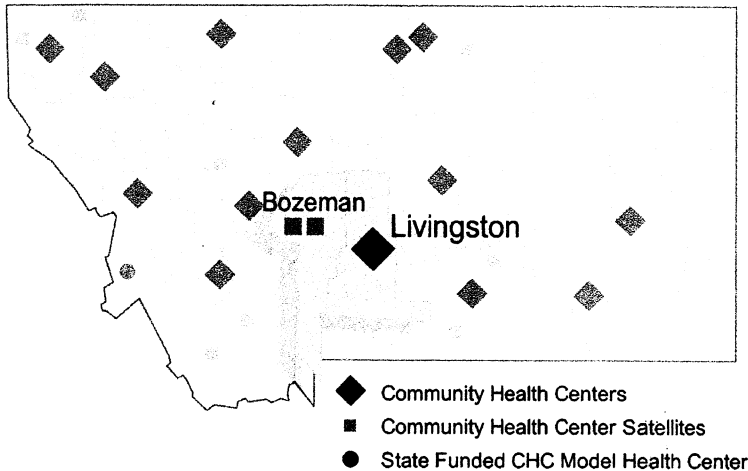 Bozeman
Livingston
Community Health Centers
Community Health Center Satellites
State Funded CHC Model Health Center